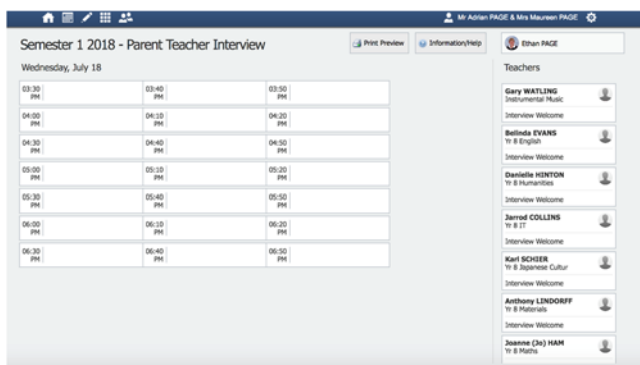 Mr Adrian PAGE & Mrs Maureen PAGE
Semester 1 2018 - Parent Teacher Interview
Print Preview
Information/Help
Ethan PAGE
Wednesday, July 18
03:30 PM
03:40 PM
03:50 PM
04:00 PM
04:10 PM
04:20 PM
04:30 PM
04:40 PM
04:50 PM
05:00 PM
05:10 PM
05:20 PM
05:30 PM
05:40 PM
05:50 PM
06:00 PM
06:10 PM
06:20 PM
06:30 PM
06:40 PM
06:50 PM
Teachers
Gary WATLING
Instrumental Music
Interview Welcome
Belinda EVANS
Yr 8 English
Interview Welcome
Danielle HINTON
Yr 8 Humanities
Interview Welcome
Jarrod COLLINS
Yr 8 IT
Interview Welcome
Karl SCHIER
Yr 8 Japanese Cultur
Interview Welcome
Anthony LINDORFF
Yr 8 Materials
Interview Welcome
Joanne (Jo) HAM
Yr 8 Maths